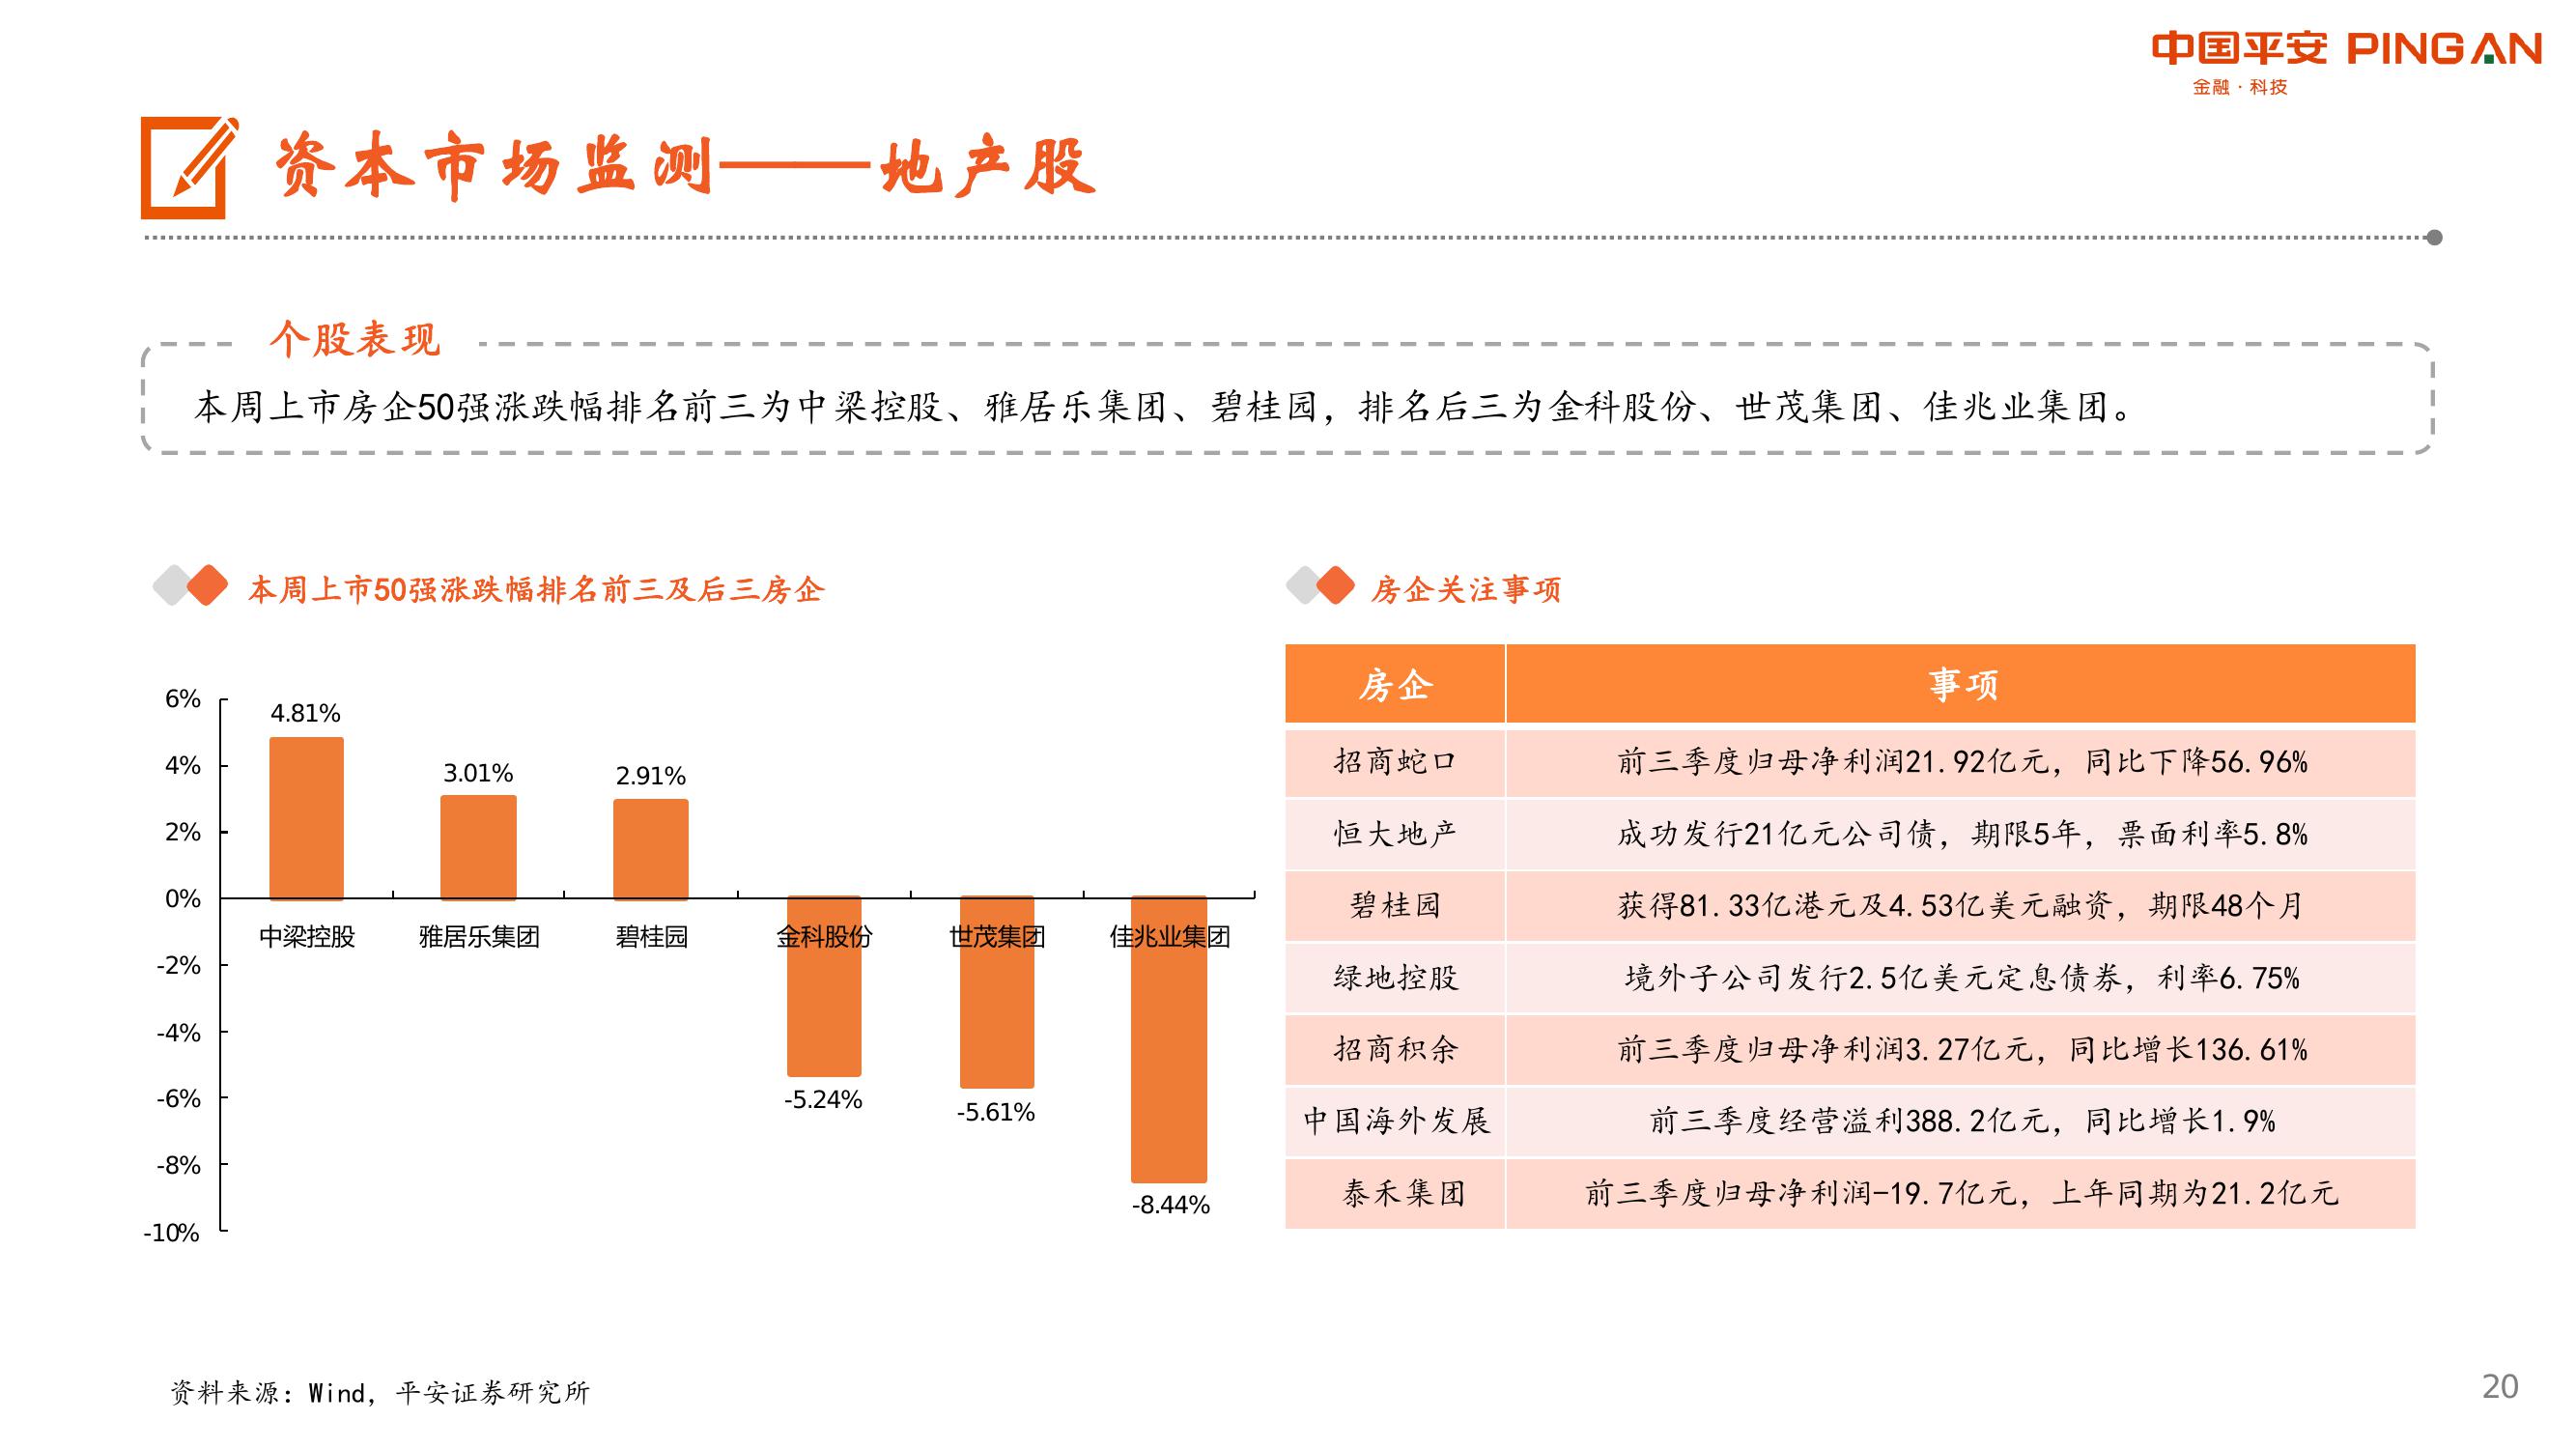 中国平安 PINGAN
金融·科技
资本市场监测——地产股
个股表现
本周上市房企50强涨跌幅排名前三为中梁控股、雅居乐集团、碧桂园，排名后三为金科股份、世茂集团、佳兆业集团。
本周上市50强涨跌幅排名前三及后三房企
6%
4%
2%
0%
-2%
-4%
-6%
-8%
-10%
4.81%
3.01%
2.91%
-5.24%
-5.61%
-8.44%
中梁控股
雅居乐集团
碧桂园
金科股份
世茂集团
佳兆业集团
房企关注事项
房企 事项
招商蛇口 前三季度归母净利润21.92亿元，同比下降56.96%
恒大地产 成功发行21亿元公司债，期限5年，票面利率5.8%
碧桂园 获得81.33亿港元及4.53亿美元融资，期限48个月
绿地控股 境外子公司发行2.5亿美元定息债券，利率6.75%
招商积余 前三季度归母净利润3.27亿元，同比增长136.61%
中国海外发展 前三季度经营溢利388.2亿元，同比增长1.9%
泰禾集团 前三季度归母净利润-19.7亿元，上年同期为21.2亿元
资料来源：Wind，平安证券研究所
20